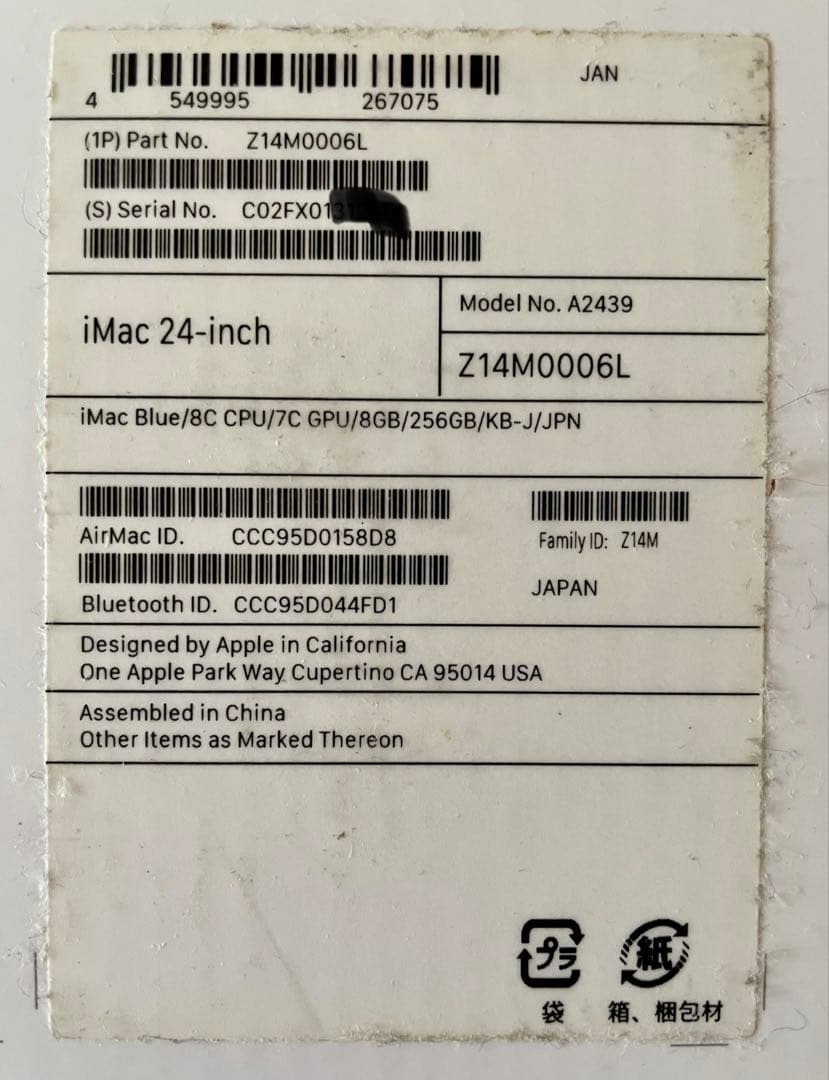 JAN
4 549995 267075
(1P) Part No. Z14M0006L
(S) Serial No. C02FX01
iMac 24-inch
Model No. A2439
Z14M0006L
iMac Blue/8C CPU/7C GPU/8GB/256GB/KB-J/JPN
AirMac ID. CCC95D0158D8
Family ID: Z14M
Bluetooth ID. CCC95D044FD1
JAPAN
Designed by Apple in California
One Apple Park Way Cupertino CA 95014 USA
Assembled in China
Other Items as Marked Thereon
プラ 紙
袋 箱、梱包材